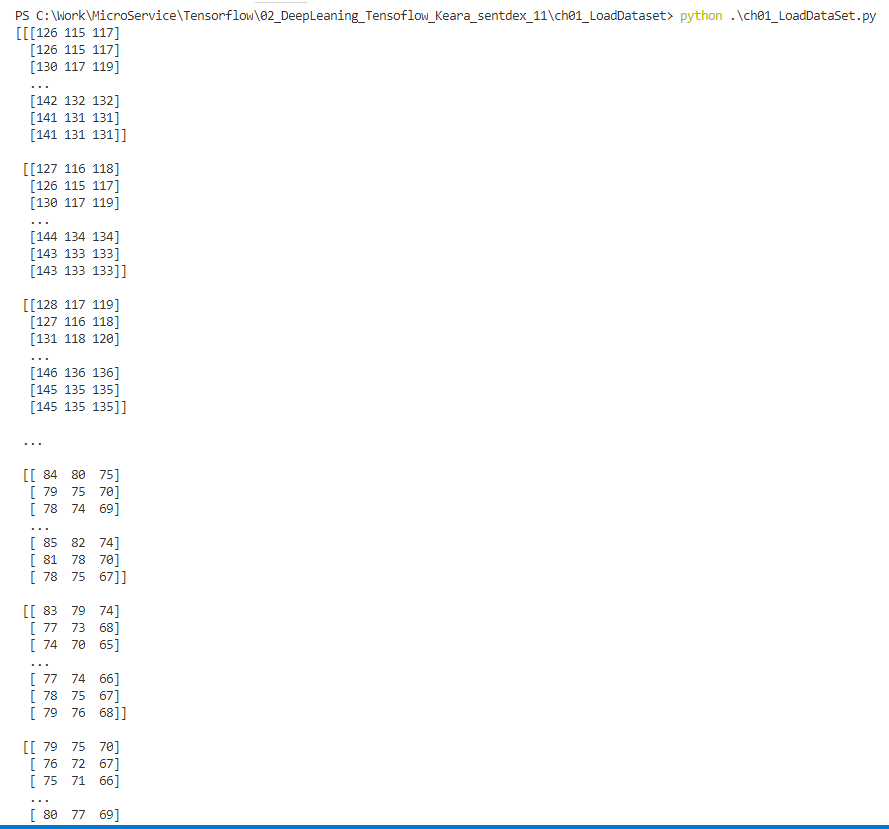 PS C:\Work\MicroService\Tensorflow\02_DeepLeaning_Tensoflow_Keara_sentdex_11\ch01_LoadDataset> python .\ch01_LoadDataSet.py
[[[126 115 117]
  [126 115 117]
  [130 117 119]
  ...
  [142 132 132]
  [141 131 131]
  [141 131 131]]

 [[127 116 118]
  [126 115 117]
  [130 117 119]
  ...
  [144 134 134]
  [143 133 133]
  [143 133 133]]

 [[128 117 119]
  [127 116 118]
  [131 118 120]
  ...
  [146 136 136]
  [145 135 135]
  [145 135 135]]

 ...

 [[ 84  80  75]
  [ 79  75  70]
  [ 78  74  69]
  ...
  [ 85  82  74]
  [ 81  78  70]
  [ 78  75  67]]

 [[ 83  79  74]
  [ 77  73  68]
  [ 74  70  65]
  ...
  [ 77  74  66]
  [ 78  75  67]
  [ 79  76  68]]

 [[ 79  75  70]
  [ 76  72  67]
  [ 75  71  66]
  ...
  [ 80  77  69]